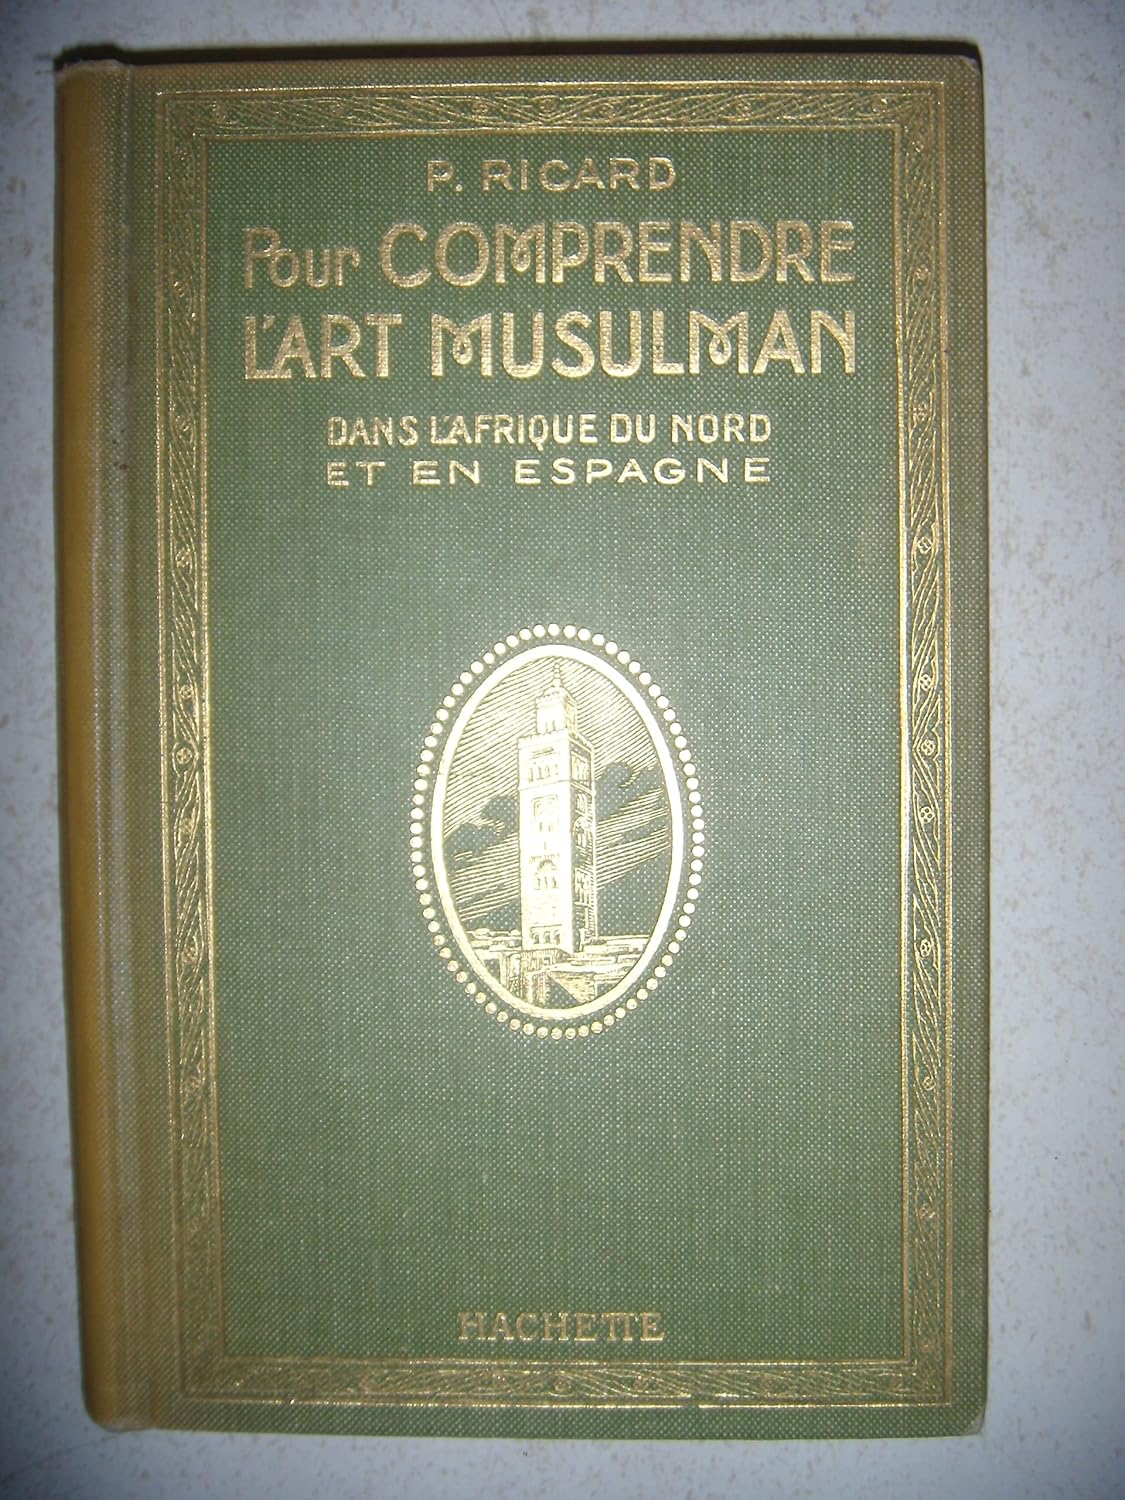 P. RICARD
Pour COMPRENDRE
L'ART MUSULMAN
DANS L'AFRIQUE DU NORD
ET EN ESPAGNE
HACHETTE